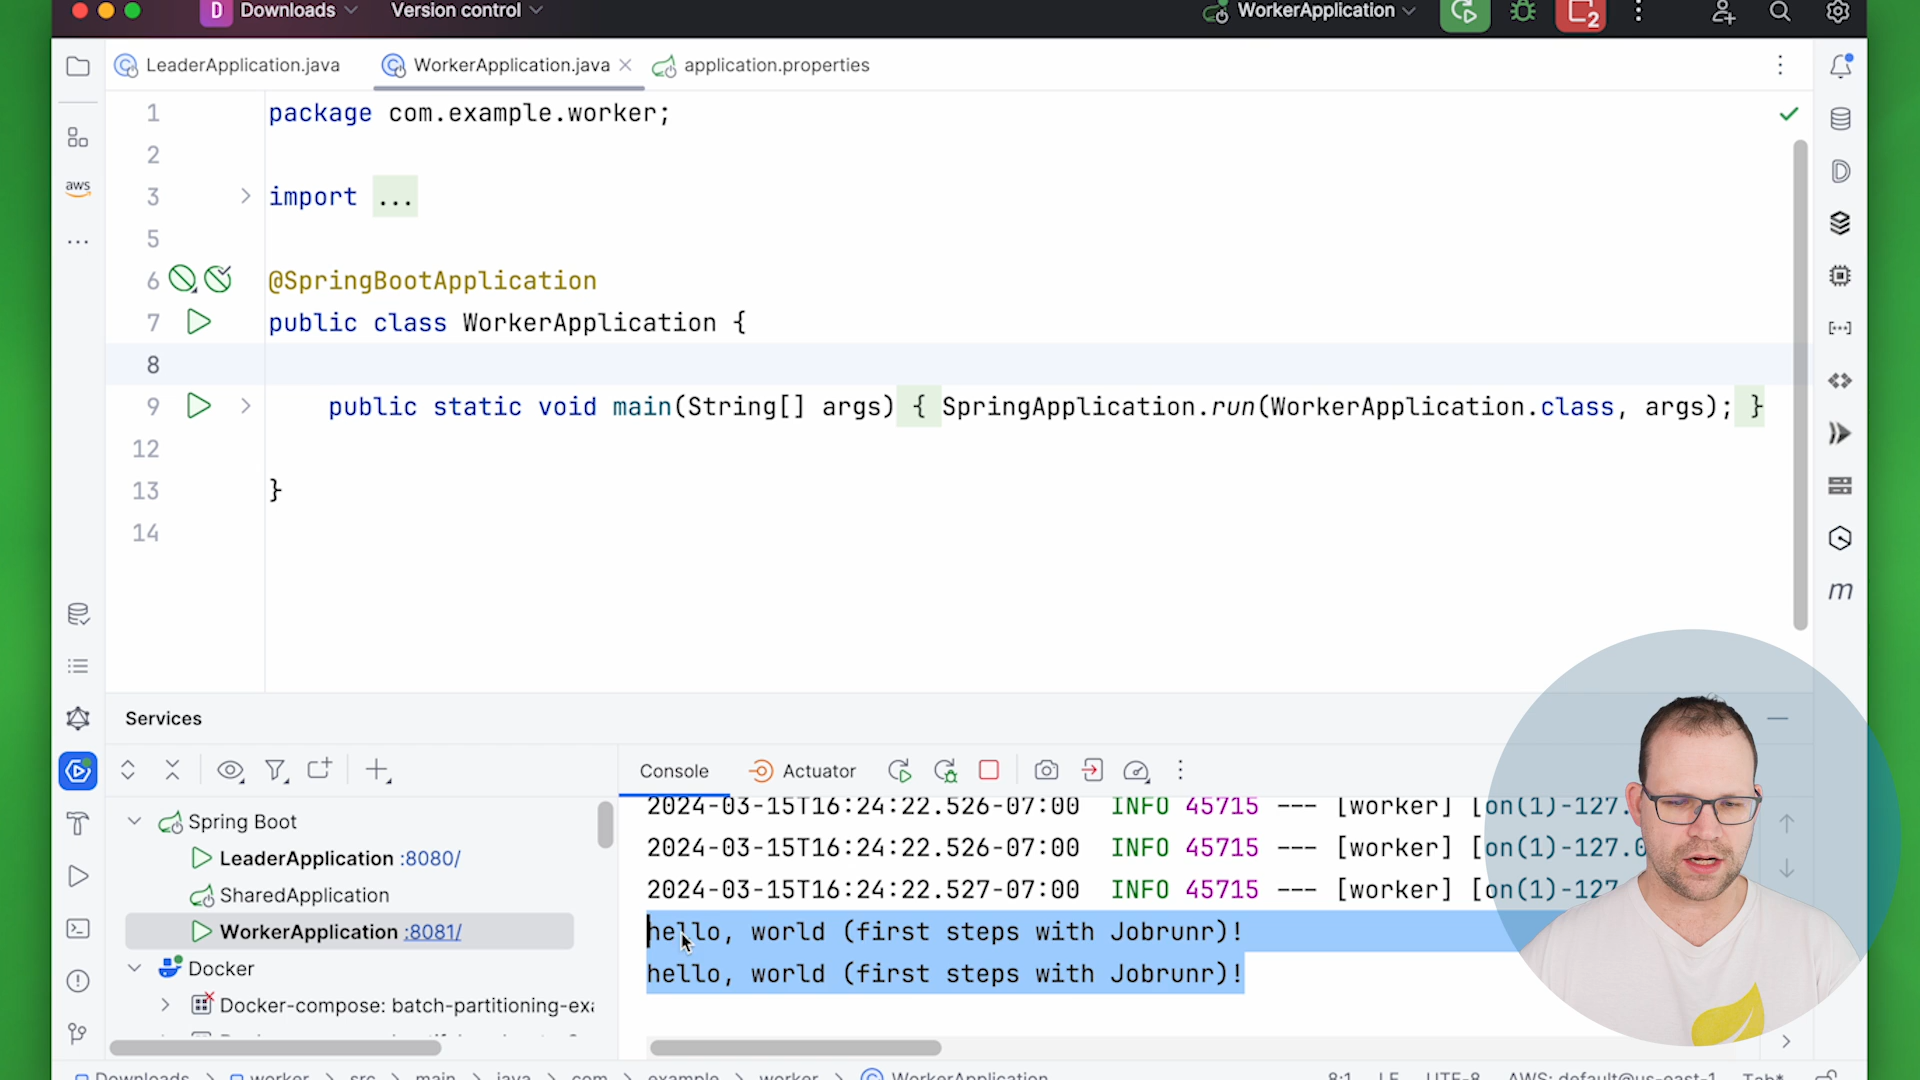 D Downloads Version control WorkerApplication 2
LeaderApplication.java WorkerApplication.java application.properties
1 package com.example.worker;
2
3 import ...
5
6 @SpringBootApplication
7 public class WorkerApplication {
8
9 public static void main(String[] args) { SpringApplication.run(WorkerApplication.class, args); }
12
13 }
14
aws
m
Services
Console Actuator
Spring Boot
LeaderApplication :8080/
SharedApplication
WorkerApplication :8081/
Docker
Docker-compose: batch-partitioning-exa
2024-03-15T16:24:22.526-07:00 INFO 45715 --- [worker] [on(1)-127.
2024-03-15T16:24:22.526-07:00 INFO 45715 --- [worker] [on(1)-127.0
2024-03-15T16:24:22.527-07:00 INFO 45715 --- [worker] [on(1)-127
hello, world (first steps with Jobrunr)!
hello, world (first steps with Jobrunr)!
Downloads > worker > src > main > java > com > example > worker > WorkerApplication
8:1 LF UTF-8 AWS: default@us-east-1 Tab*